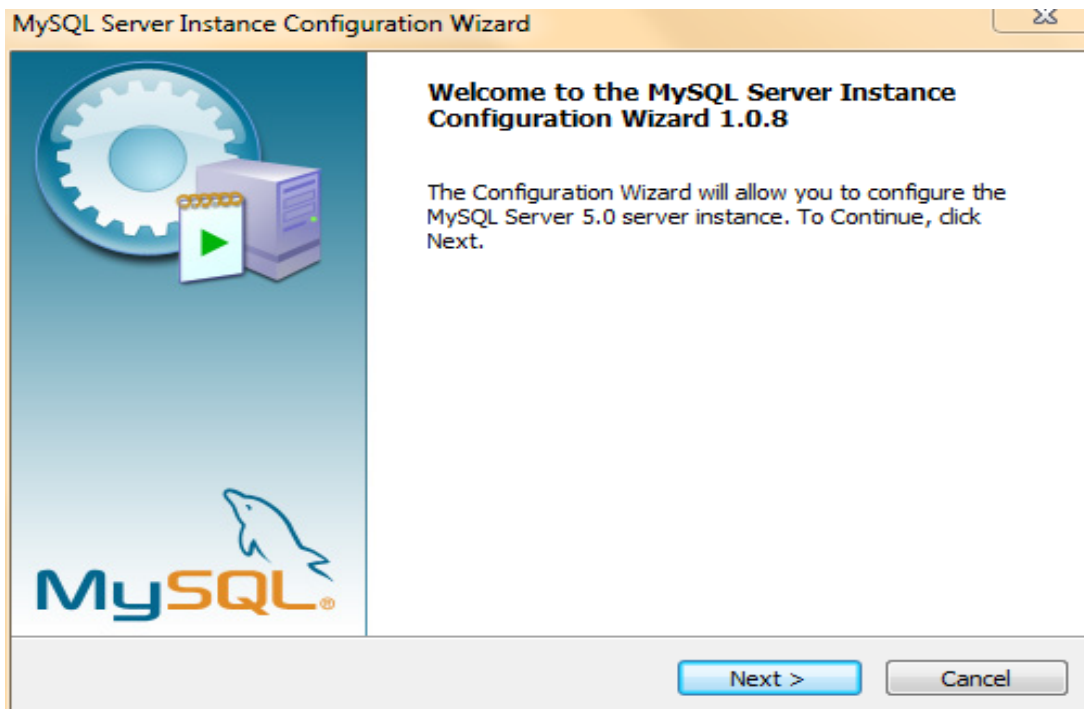 MySQL Server Instance Configuration Wizard
Welcome to the MySQL Server Instance
Configuration Wizard 1.0.8
The Configuration Wizard will allow you to configure the
MySQL Server 5.0 server instance. To Continue, click
Next.
MySQL®
Next >
Cancel